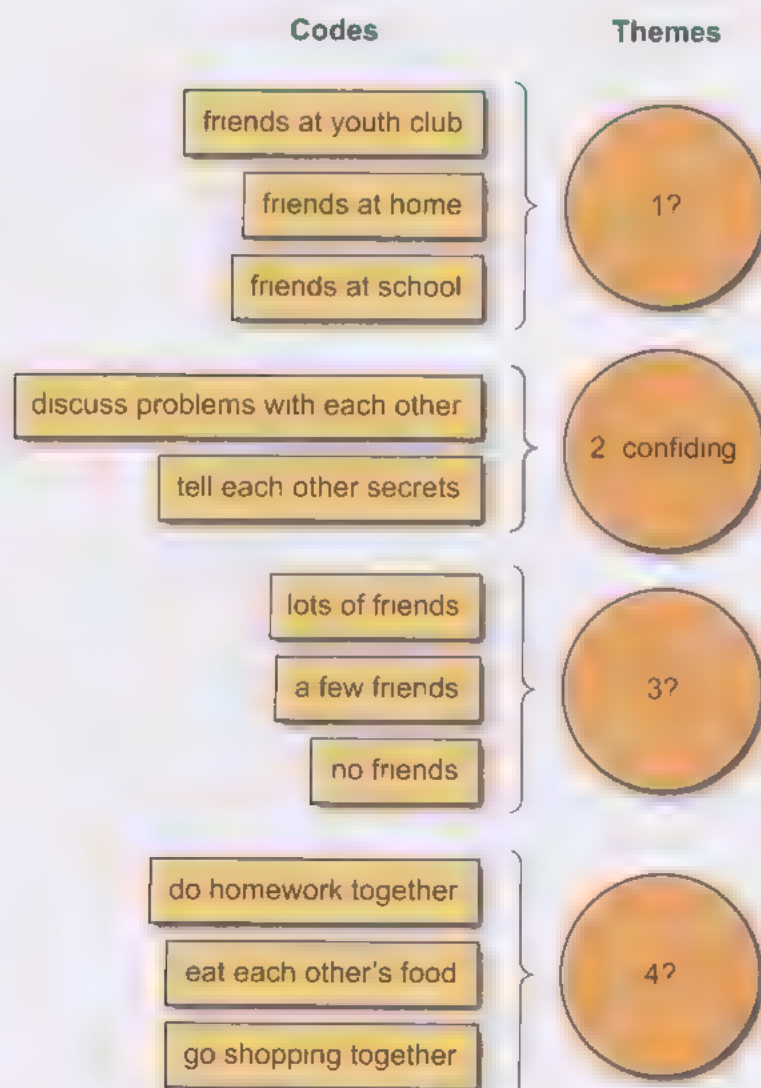 Codes Themes
friends at youth club
friends at home
friends at school
1?
discuss problems with each other
tell each other secrets
2 confiding
lots of friends
a few friends
no friends
3?
do homework together
eat each other's food
go shopping together
4?